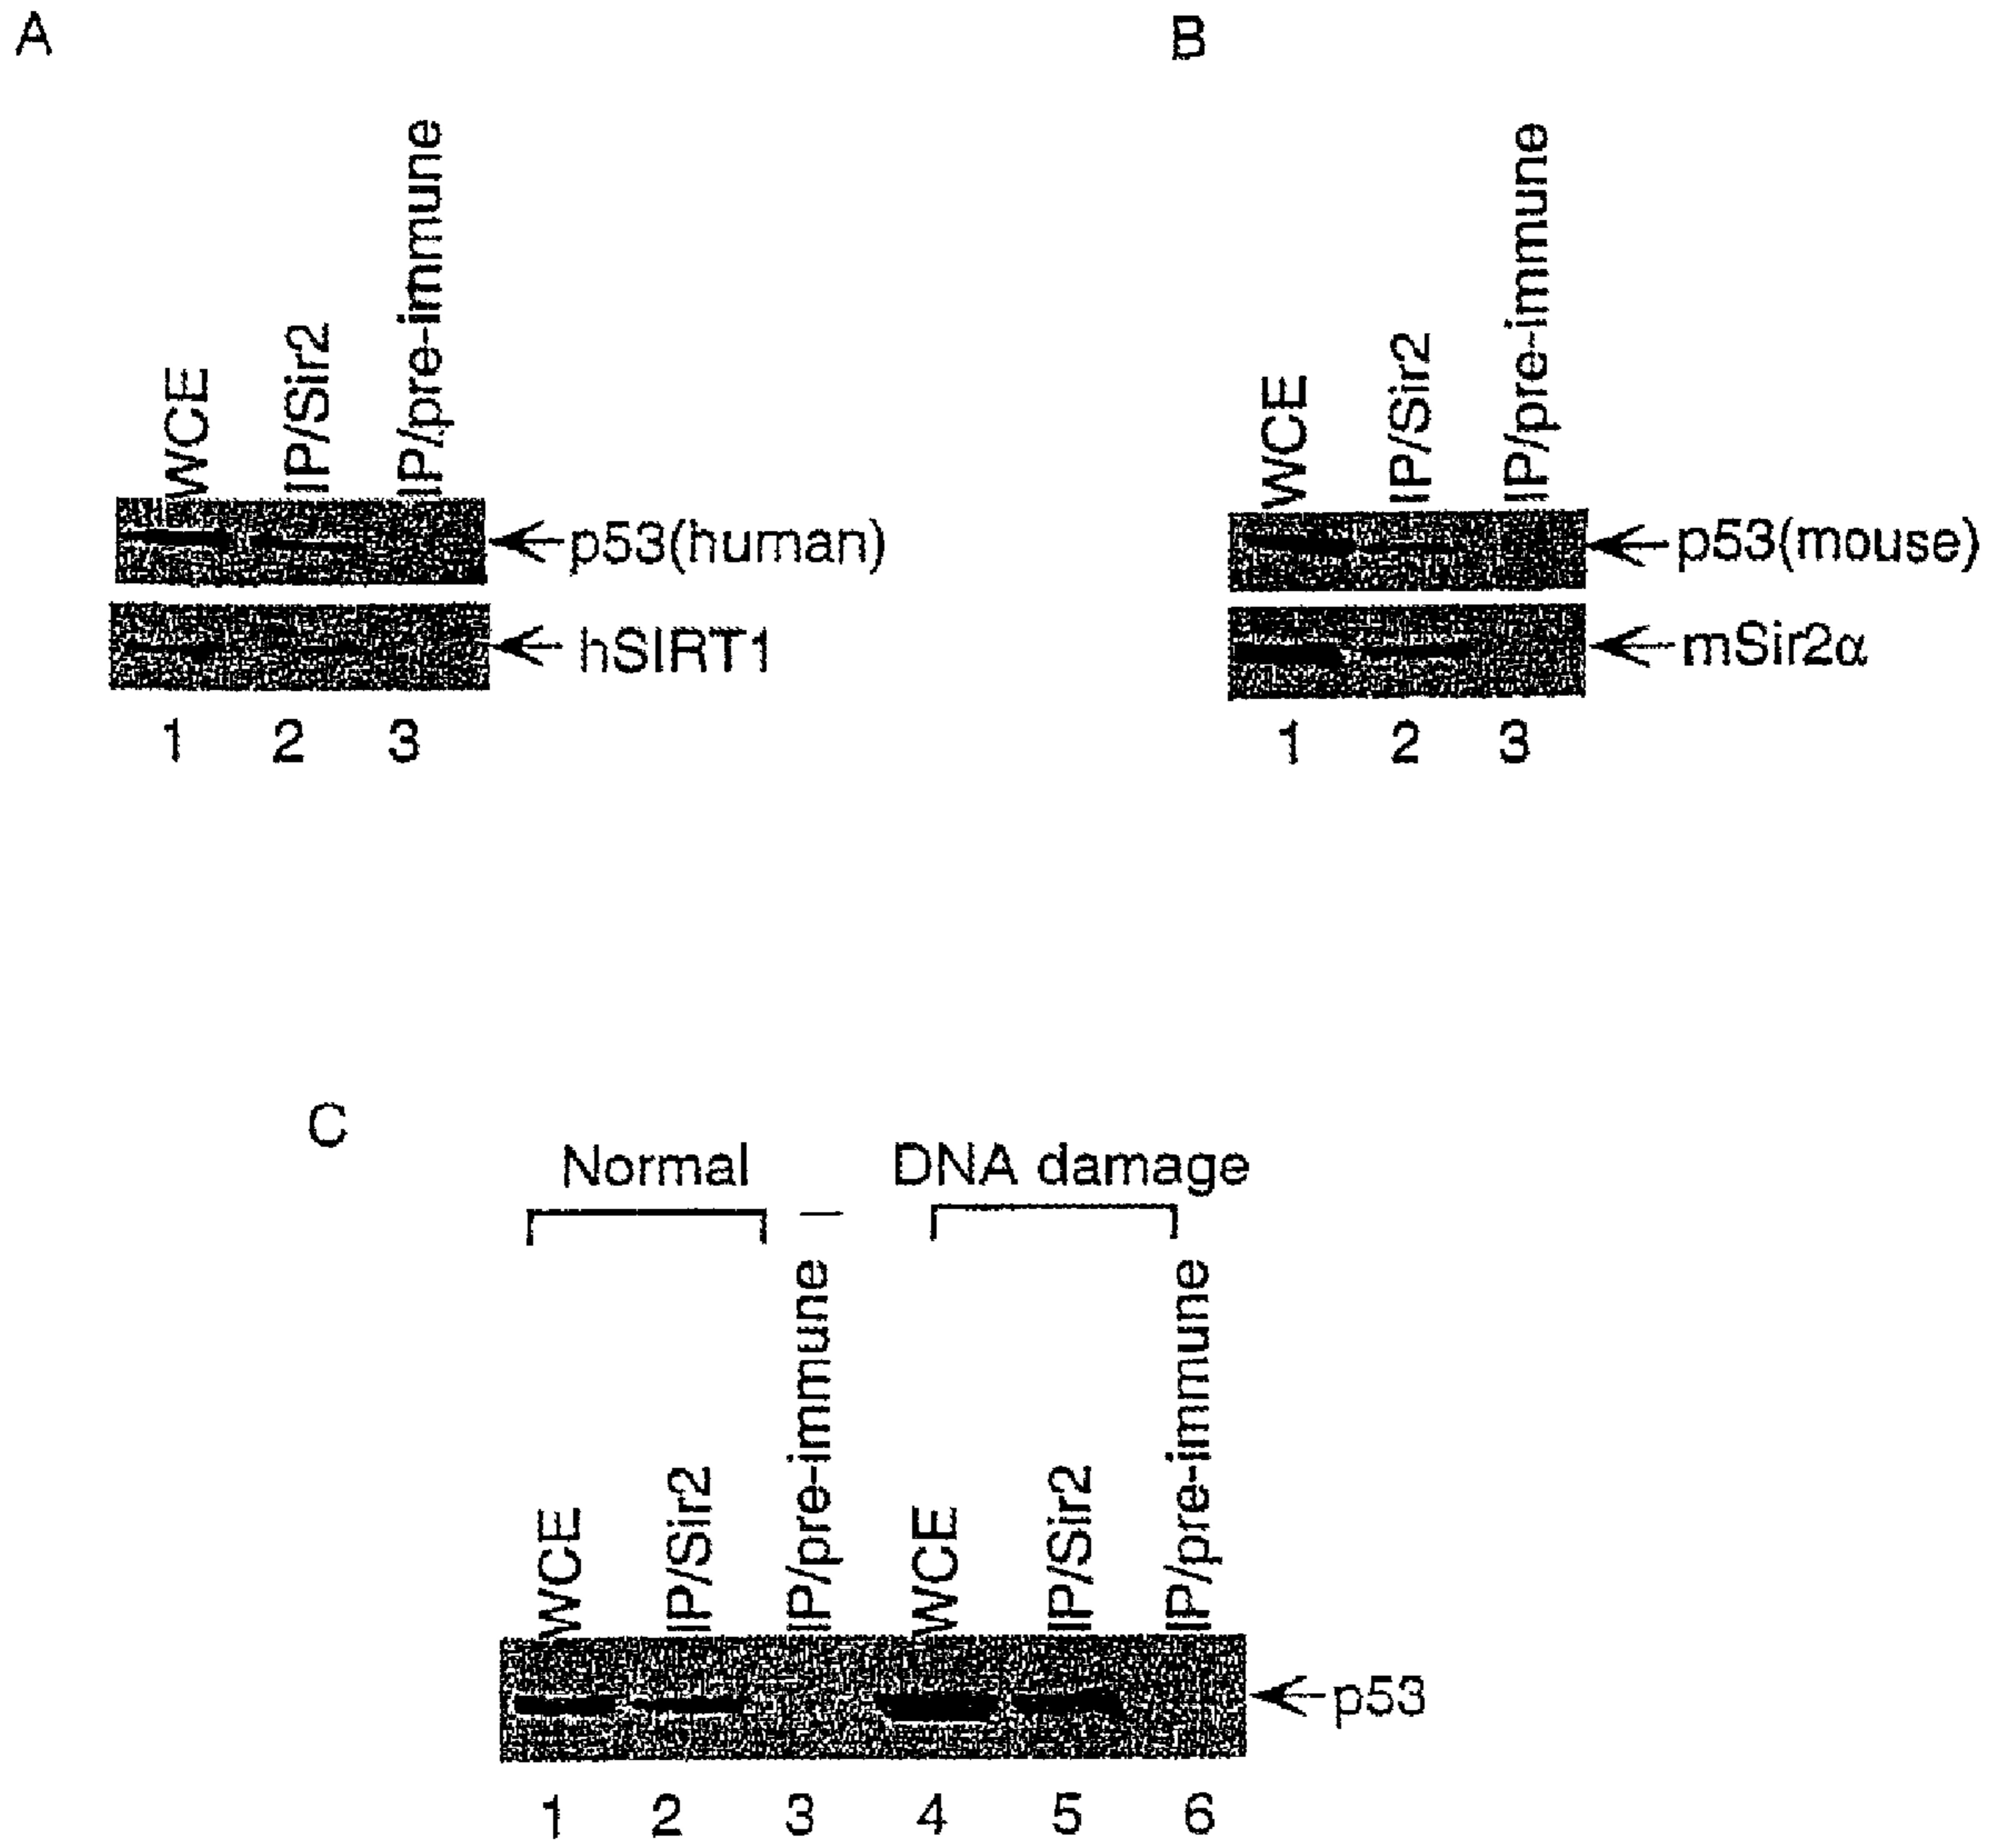 A
WCE
IP/Sir2
IP/pre-immune
p53(human)
hSIRT1
1 2 3
B
WCE
IP/Sir2
IP/pre-immune
p53(mouse)
mSir2α
1 2 3
C
Normal
DNA damage
WCE
IP/Sir2
IP/pre-immune
WCE
IP/Sir2
IP/pre-immune
p53
1 2 3 4 5 6